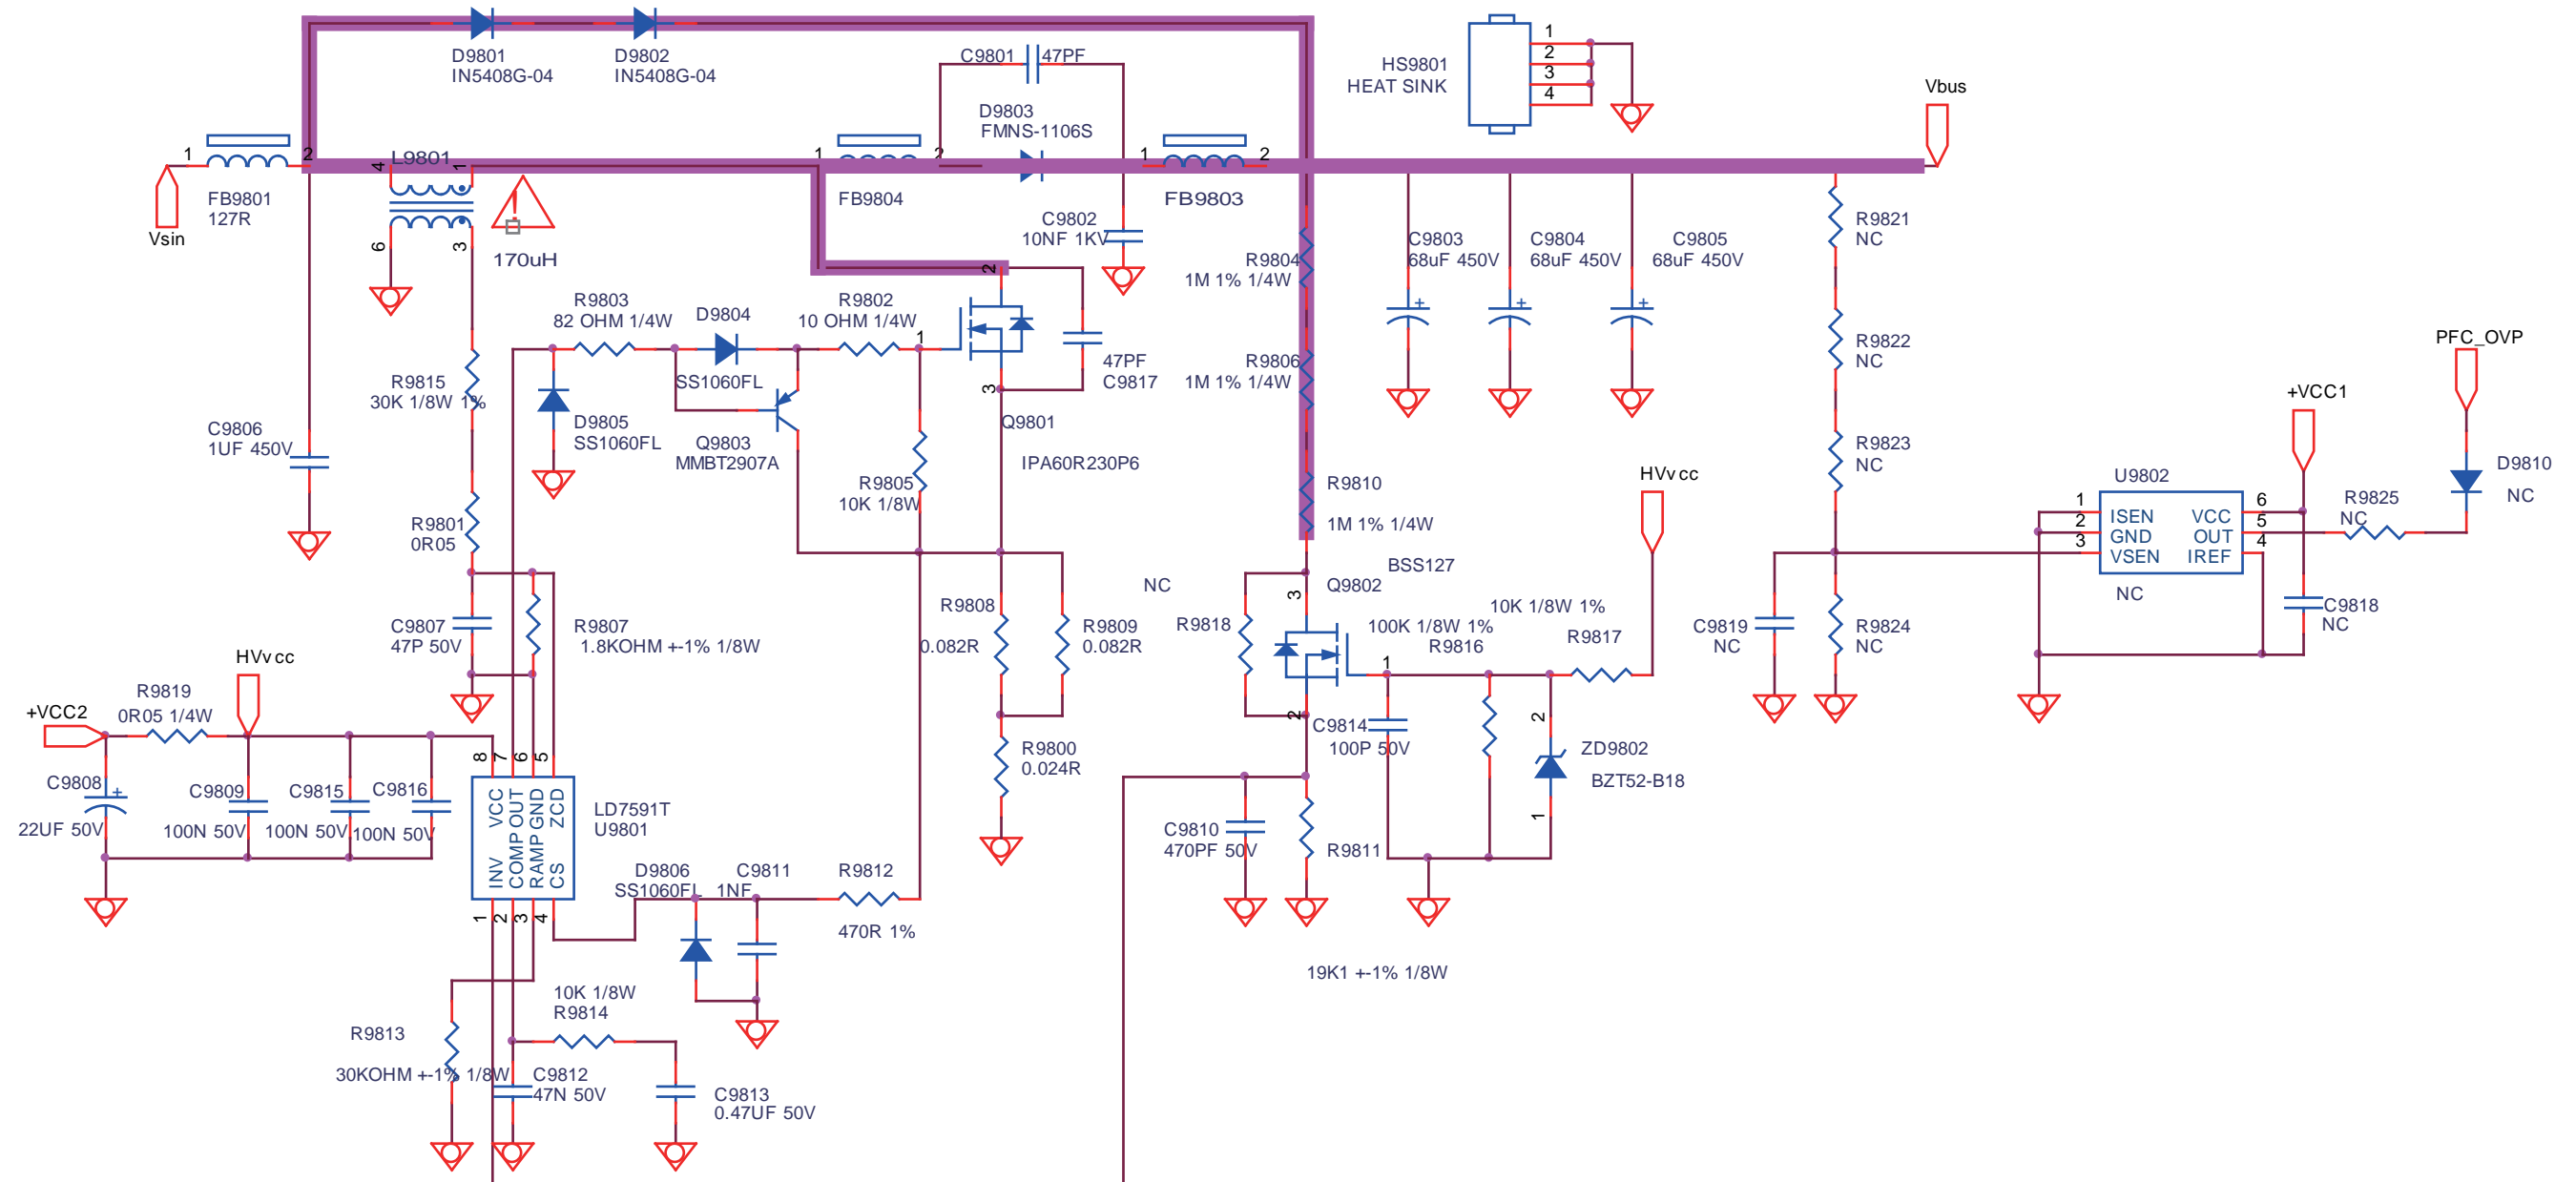 D9801
IN5408G-04
D9802
IN5408G-04
C9801
47PF
D9803
FMNS-1106S
HS9801
HEAT SINK
1
2
3
4
Vbus
1
2
FB9801
127R
Vsin
L9801
4
1
6
3
170uH
1
2
FB9804
1
2
FB9803
C9802
10NF 1KV
R9804
1M 1% 1/4W
C9803
68uF 450V
C9804
68uF 450V
C9805
68uF 450V
R9821
NC
R9822
NC
R9823
NC
R9824
NC
PFC_OVP
+VCC1
D9810
NC
R9825
NC
U9802
1
2
3
ISEN
GND
VSEN
VCC
OUT
IREF
6
5
4
NC
C9818
NC
C9819
NC
R9803
82 OHM 1/4W
D9804
SS1060FL
R9802
10 OHM 1/4W
1
2
3
47PF
C9817
Q9801
IPA60R230P6
R9806
1M 1% 1/4W
R9815
30K 1/8W 1%
D9805
SS1060FL
Q9803
MMBT2907A
R9805
10K 1/8W
C9806
1UF 450V
R9801
0R05
R9810
1M 1% 1/4W
HVvcc
BSS127
Q9802
NC
R9818
3
1
2
10K 1/8W 1%
R9817
100K 1/8W 1%
R9816
C9807
47P 50V
R9807
1.8KOHM +-1% 1/8W
R9808
0.082R
R9809
0.082R
R9800
0.024R
C9814
100P 50V
2
1
ZD9802
BZT52-B18
HVvcc
R9819
0R05 1/4W
+VCC2
C9808
22UF 50V
C9809
100N 50V
C9815
100N 50V
C9816
100N 50V
8
7
6
5
VCC
OUT
GND
ZCD
INV
COMP
RAMP
CS
1
2
3
4
LD7591T
U9801
C9810
470PF 50V
R9811
19K1 +-1% 1/8W
D9806
SS1060FL
C9811
1NF
R9812
470R 1%
10K 1/8W
R9814
R9813
30KOHM +-1% 1/8W
C9812
47N 50V
C9813
0.47UF 50V